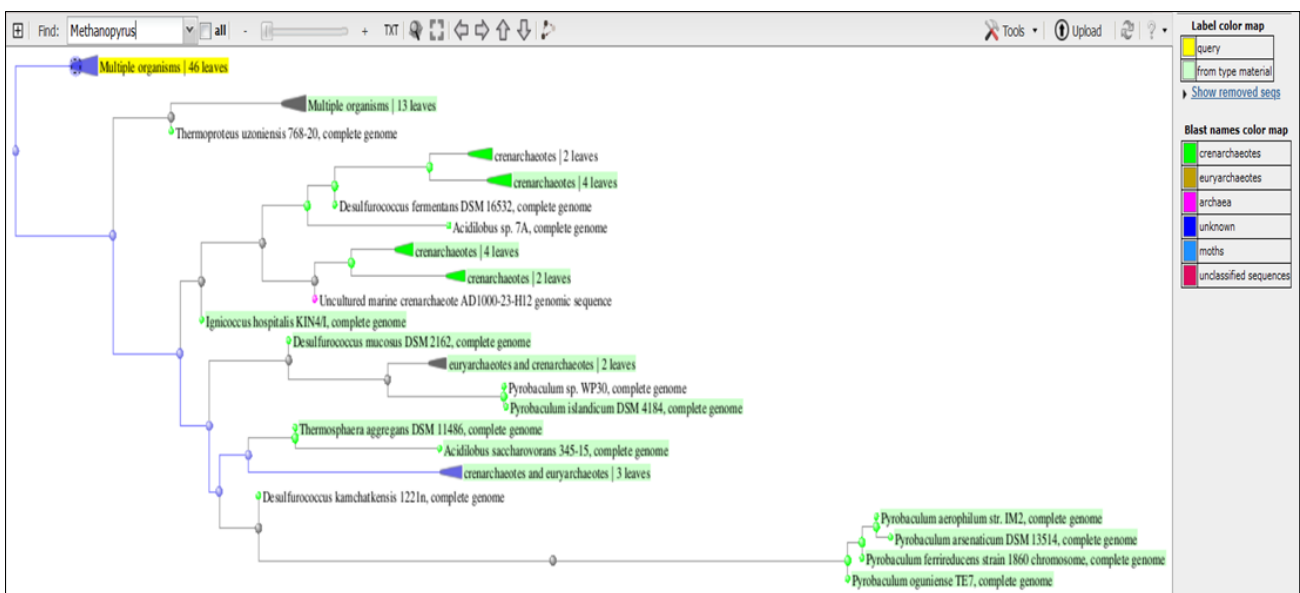 Find: Methanopyrus all - + TXT Tools Upload ?
Multiple organisms | 46 leaves
Multiple organisms | 13 leaves
Thermoproteus uzoniensis 768-20, complete genome
crenarchaeotes | 2 leaves
crenarchaeotes | 4 leaves
Desulfurococcus fermentans DSM 16532, complete genome
Acidilobus sp. 7A, complete genome
crenarchaeotes | 4 leaves
crenarchaeotes | 2 leaves
Uncultured marine crenarchaeote AD1000-23-H12 genomic sequence
Ignicoccus hospitalis KIN4/I, complete genome
Desulfurococcus mucosus DSM 2162, complete genome
euryarchaeotes and crenarchaeotes | 2 leaves
Pyrobaculum sp. WP30, complete genome
Pyrobaculum islandicum DSM 4184, complete genome
Thermosphaera aggregans DSM 11486, complete genome
Acidilobus saccharovorans 345-15, complete genome
crenarchaeotes and euryarchaeotes | 3 leaves
Desulfurococcus kamchatkensis 1221n, complete genome
Pyrobaculum aerophilum str. IM2, complete genome
Pyrobaculum arsenaticum DSM 13514, complete genome
Pyrobaculum ferrireducens strain 1860 chromosome, complete genome
Pyrobaculum oguniense TE7, complete genome
Label color map
query
from type material
Show removed seqs
Blast names color map
crenarchaeotes
euryarchaeotes
archaea
unknown
moths
unclassified sequences